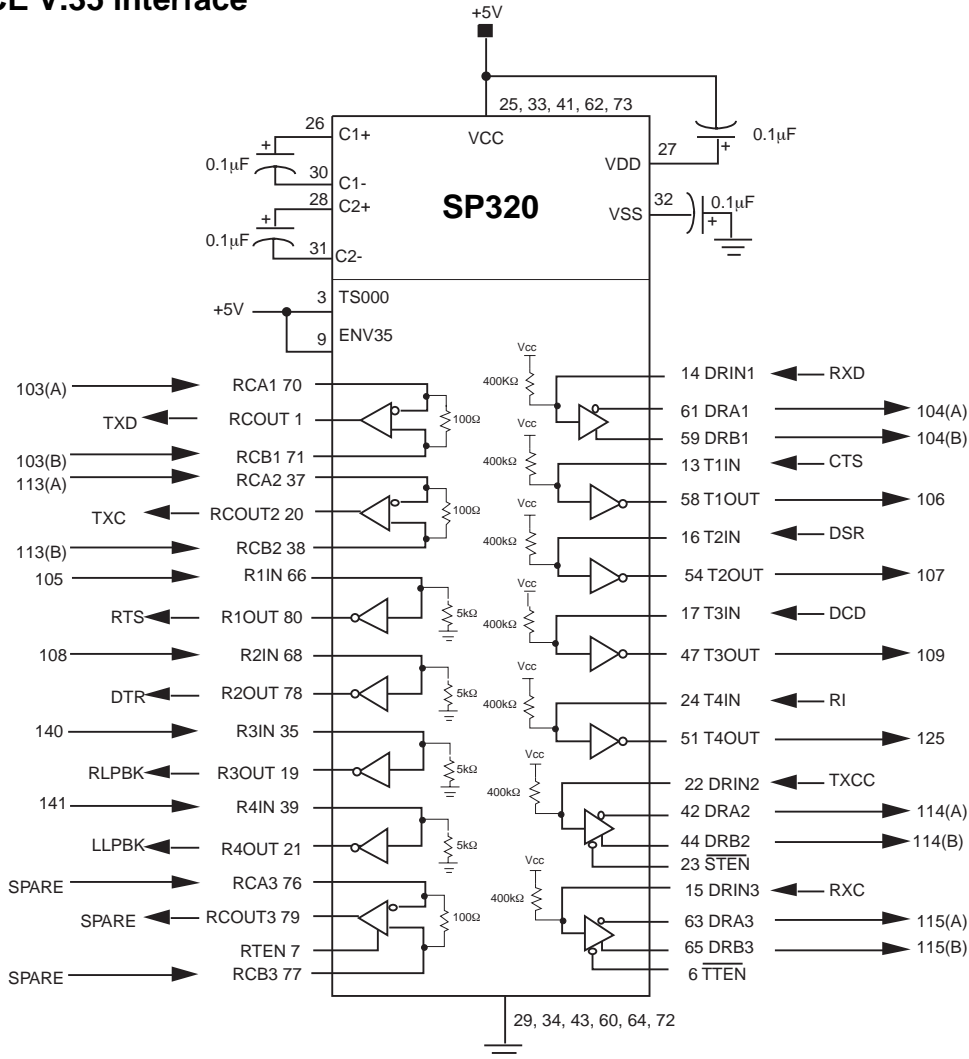 CE V.35 Interface
+5V
25, 33, 41, 62, 73
26 C1+
VCC
0.1µF
27
VDD
+
0.1µF
30 C1-
28 C2+
SP320
32
VSS
0.1µF
+
+
0.1µF
31 C2-
+5V
3 TS000
9 ENV35
103(A) RCA1 70
TXD RCOUT 1
100Ω
103(B) RCB1 71
113(A) RCA2 37
TXC RCOUT2 20
100Ω
113(B) RCB2 38
105 R1IN 66
5kΩ
RTS R1OUT 80
108 R2IN 68
5kΩ
DTR R2OUT 78
140 R3IN 35
5kΩ
RLPBK R3OUT 19
141 R4IN 39
5kΩ
LLPBK R4OUT 21
SPARE RCA3 76
SPARE RCOUT3 79
100Ω
RTEN 7
SPARE RCB3 77
Vcc
400KΩ
14 DRIN1 RXD
61 DRA1 104(A)
59 DRB1 104(B)
Vcc
400kΩ
13 T1IN CTS
58 T1OUT 106
Vcc
400kΩ
16 T2IN DSR
54 T2OUT 107
Vcc
400kΩ
17 T3IN DCD
47 T3OUT 109
Vcc
400kΩ
24 T4IN RI
51 T4OUT 125
Vcc
400kΩ
22 DRIN2 TXCC
42 DRA2 114(A)
44 DRB2 114(B)
23 STEN
Vcc
400kΩ
15 DRIN3 RXC
63 DRA3 115(A)
65 DRB3 115(B)
6 TTEN
29, 34, 43, 60, 64, 72